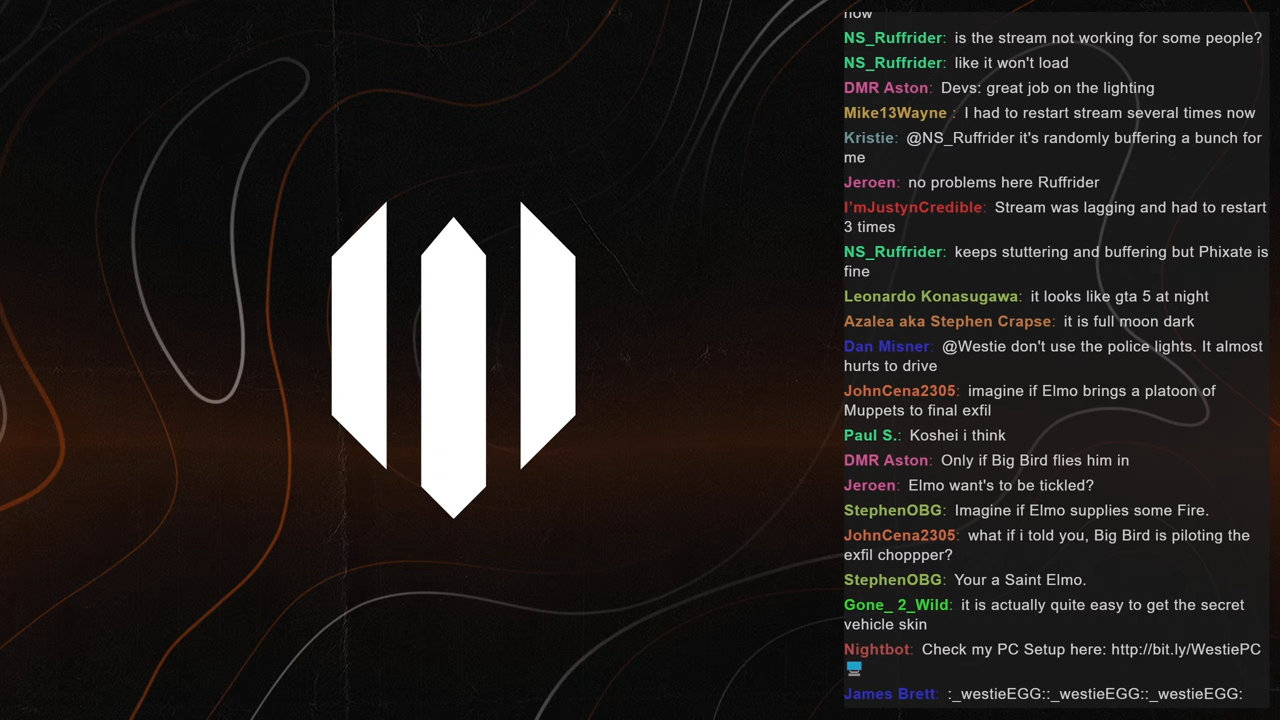 now
NS_Ruffrider: is the stream not working for some people?
NS_Ruffrider: like it won't load
DMR Aston: Devs: great job on the lighting
Mike13Wayne : I had to restart stream several times now
Kristie: @NS_Ruffrider it's randomly buffering a bunch for
me
Jeroen: no problems here Ruffrider
I'mJustynCredible: Stream was lagging and had to restart
3 times
NS_Ruffrider: keeps stuttering and buffering but Phixate is
fine
Leonardo Konasugawa: it looks like gta 5 at night
Azalea aka Stephen Crapse: it is full moon dark
Dan Misner: @Westie don't use the police lights. It almost
hurts to drive
JohnCena2305: imagine if Elmo brings a platoon of
Muppets to final exfil
Paul S.: Koshei i think
DMR Aston: Only if Big Bird flies him in
Jeroen: Elmo want's to be tickled?
StephenOBG: Imagine if Elmo supplies some Fire.
JohnCena2305: what if i told you, Big Bird is piloting the
exfil choppper?
StephenOBG: Your a Saint Elmo.
Gone_ 2_Wild: it is actually quite easy to get the secret
vehicle skin
Nightbot: Check my PC Setup here: http://bit.ly/WestiePC
James Brett: :_westieEGG::_westieEGG::_westieEGG: